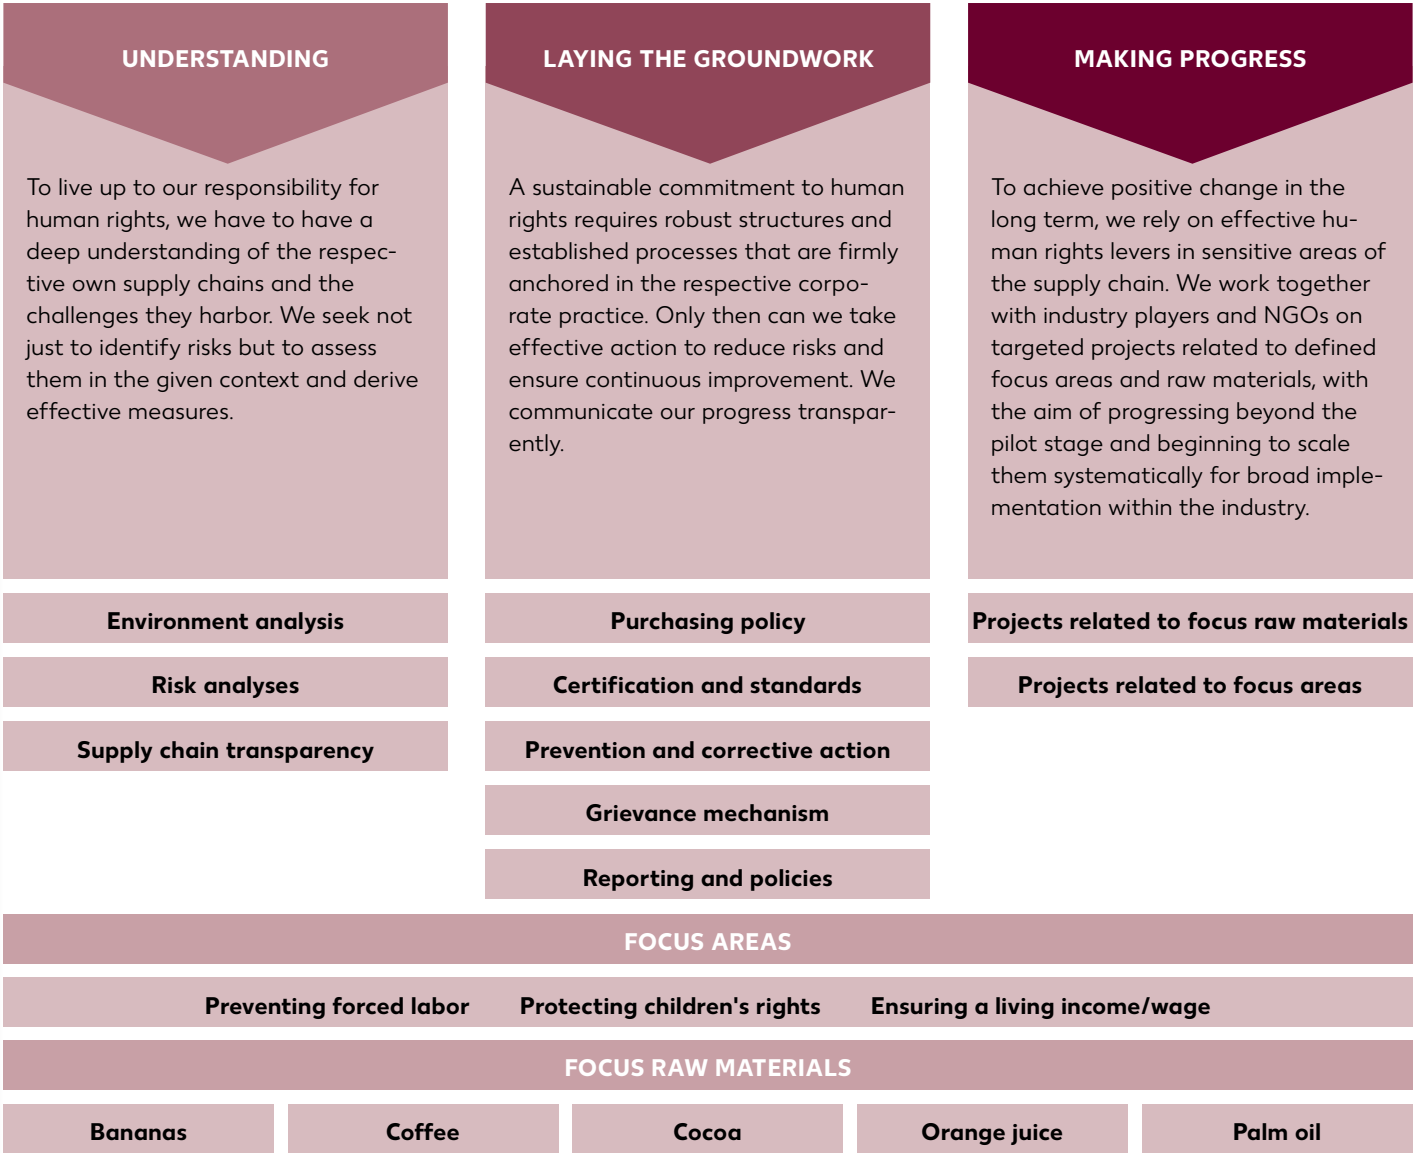 UNDERSTANDING
To live up to our responsibility for
human rights, we have to have a
deep understanding of the respec-
tive own supply chains and the
challenges they harbor. We seek not
just to identify risks but to assess
them in the given context and derive
effective measures.
Environment analysis
Risk analyses
Supply chain transparency
LAYING THE GROUNDWORK
A sustainable commitment to human
rights requires robust structures and
established processes that are firmly
anchored in the respective corpo-
rate practice. Only then can we take
effective action to reduce risks and
ensure continuous improvement. We
communicate our progress transpar-
ently.
Purchasing policy
Certification and standards
Prevention and corrective action
Grievance mechanism
Reporting and policies
MAKING PROGRESS
To achieve positive change in the
long term, we rely on effective hu-
man rights levers in sensitive areas of
the supply chain. We work together
with industry players and NGOs on
targeted projects related to defined
focus areas and raw materials, with
the aim of progressing beyond the
pilot stage and beginning to scale
them systematically for broad imple-
mentation within the industry.
Projects related to focus raw materials
Projects related to focus areas
FOCUS AREAS
Preventing forced labor Protecting children's rights Ensuring a living income/wage
FOCUS RAW MATERIALS
Bananas Coffee Cocoa Orange juice Palm oil